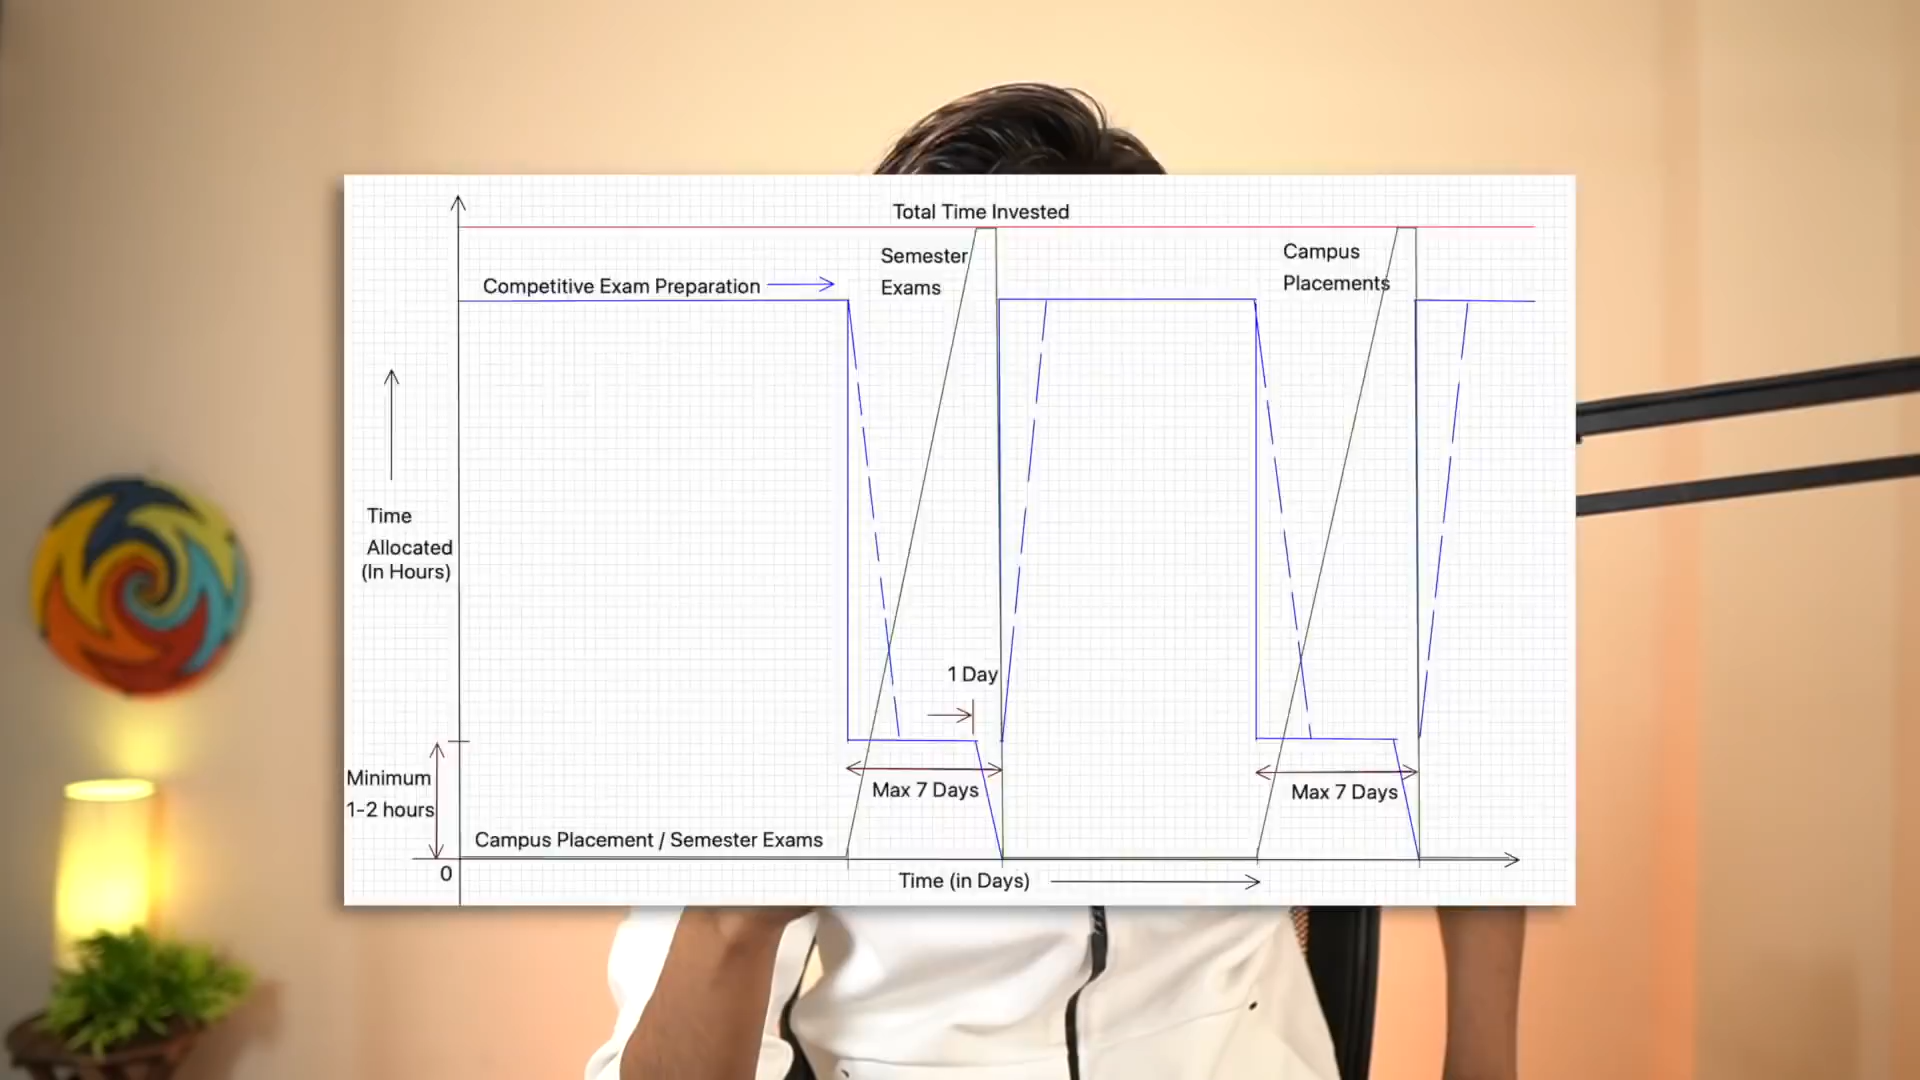 Total Time Invested
Semester
Exams
Campus
Placements
Competitive Exam Preparation
Time
Allocated
(In Hours)
1 Day
Minimum
1-2 hours
Max 7 Days
Max 7 Days
Campus Placement / Semester Exams
0
Time (in Days)